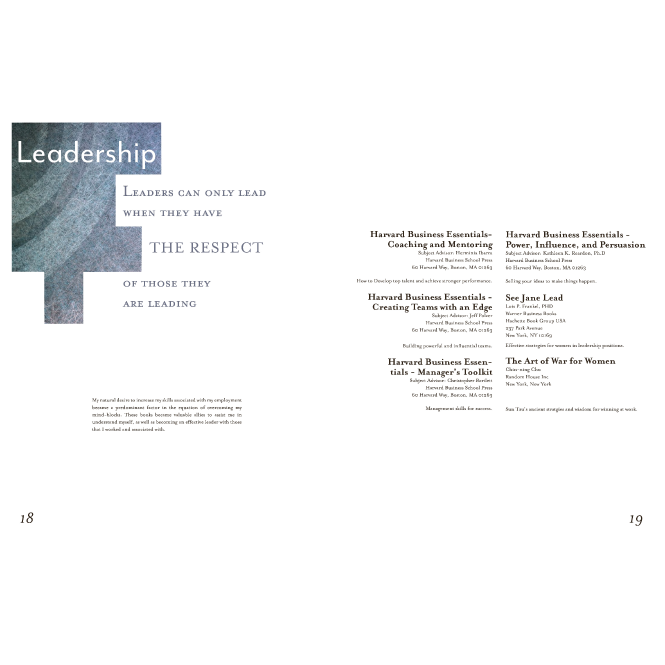 Leadership
Leaders can only lead
when they have
the respect
of those they
are leading
My natural desire to increase my skills associated with my employment
became a predominant factor in the equation of overcoming my
mind-blocks. These books became valuable allies to assist me in
understand myself, as well as becoming an effective leader with those
that I worked and associated with.
18
Harvard Business Essentials-
Coaching and Mentoring
Subject Advisor: Herminia Ibarra
Harvard Business School Press
60 Harvard Way, Boston, MA 02163
How to Develop top talent and achieve stronger performance.
Harvard Business Essentials -
Creating Teams with an Edge
Subject Advisor: Jeff Polzer
Harvard Business School Press
60 Harvard Way, Boston, MA 02163
Building powerful and influential teams.
Harvard Business Essen-
tials - Manager's Toolkit
Subject Advisor: Christopher Bartlett
Harvard Business School Press
60 Harvard Way, Boston, MA 02163
Management skills for success.
Harvard Business Essentials -
Power, Influence, and Persuasion
Subject Advisor: Kathleen K. Reardon, Ph.D
Harvard Business School Press
60 Harvard Way, Boston, MA 02163
Selling your ideas to make things happen.
See Jane Lead
Lois P. Frankel, PHD
Warner Business Books
Hachette Book Group USA
237 Park Avenue
New York, NY 10169
Effective strategies for women in leadership positions.
The Art of War for Women
Chin-ning Chu
Random House Inc
New York, New York
Sun Tzu's ancient strategies and wisdom for winning at work.
19